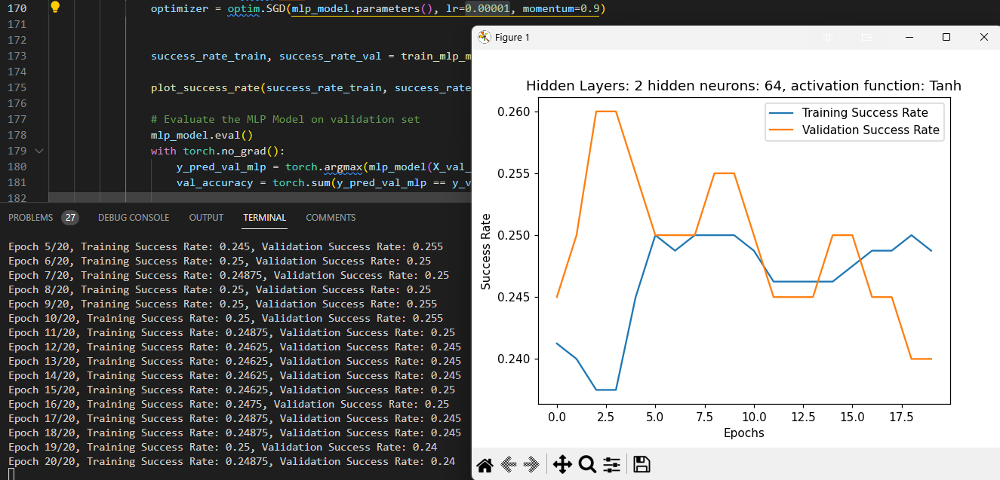 170 optimizer = optim.SGD(mlp_model.parameters(), lr=0.00001, momentum=0.9)
171
172
173 success_rate_train, success_rate_val = train_mlp_m
174
175 plot_success_rate(success_rate_train, success_rate
176
177 # Evaluate the MLP Model on validation set
178 mlp_model.eval()
179 with torch.no_grad():
180 y_pred_val_mlp = torch.argmax(mlp_model(X_val_
181 val_accuracy = torch.sum(y_pred_val_mlp == y_v
182
PROBLEMS 27 DEBUG CONSOLE OUTPUT TERMINAL COMMENTS
Epoch 5/20, Training Success Rate: 0.245, Validation Success Rate: 0.255
Epoch 6/20, Training Success Rate: 0.25, Validation Success Rate: 0.25
Epoch 7/20, Training Success Rate: 0.24875, Validation Success Rate: 0.25
Epoch 8/20, Training Success Rate: 0.25, Validation Success Rate: 0.25
Epoch 9/20, Training Success Rate: 0.25, Validation Success Rate: 0.255
Epoch 10/20, Training Success Rate: 0.25, Validation Success Rate: 0.255
Epoch 11/20, Training Success Rate: 0.24875, Validation Success Rate: 0.25
Epoch 12/20, Training Success Rate: 0.24625, Validation Success Rate: 0.245
Epoch 13/20, Training Success Rate: 0.24625, Validation Success Rate: 0.245
Epoch 14/20, Training Success Rate: 0.24625, Validation Success Rate: 0.245
Epoch 15/20, Training Success Rate: 0.24625, Validation Success Rate: 0.25
Epoch 16/20, Training Success Rate: 0.2475, Validation Success Rate: 0.25
Epoch 17/20, Training Success Rate: 0.24875, Validation Success Rate: 0.245
Epoch 18/20, Training Success Rate: 0.24875, Validation Success Rate: 0.245
Epoch 19/20, Training Success Rate: 0.25, Validation Success Rate: 0.24
Epoch 20/20, Training Success Rate: 0.24875, Validation Success Rate: 0.24
Figure 1
Hidden Layers: 2 hidden neurons: 64, activation function: Tanh
Training Success Rate
Validation Success Rate
0.260
0.255
0.250
0.245
0.240
Success Rate
0.0 2.5 5.0 7.5 10.0 12.5 15.0 17.5
Epochs